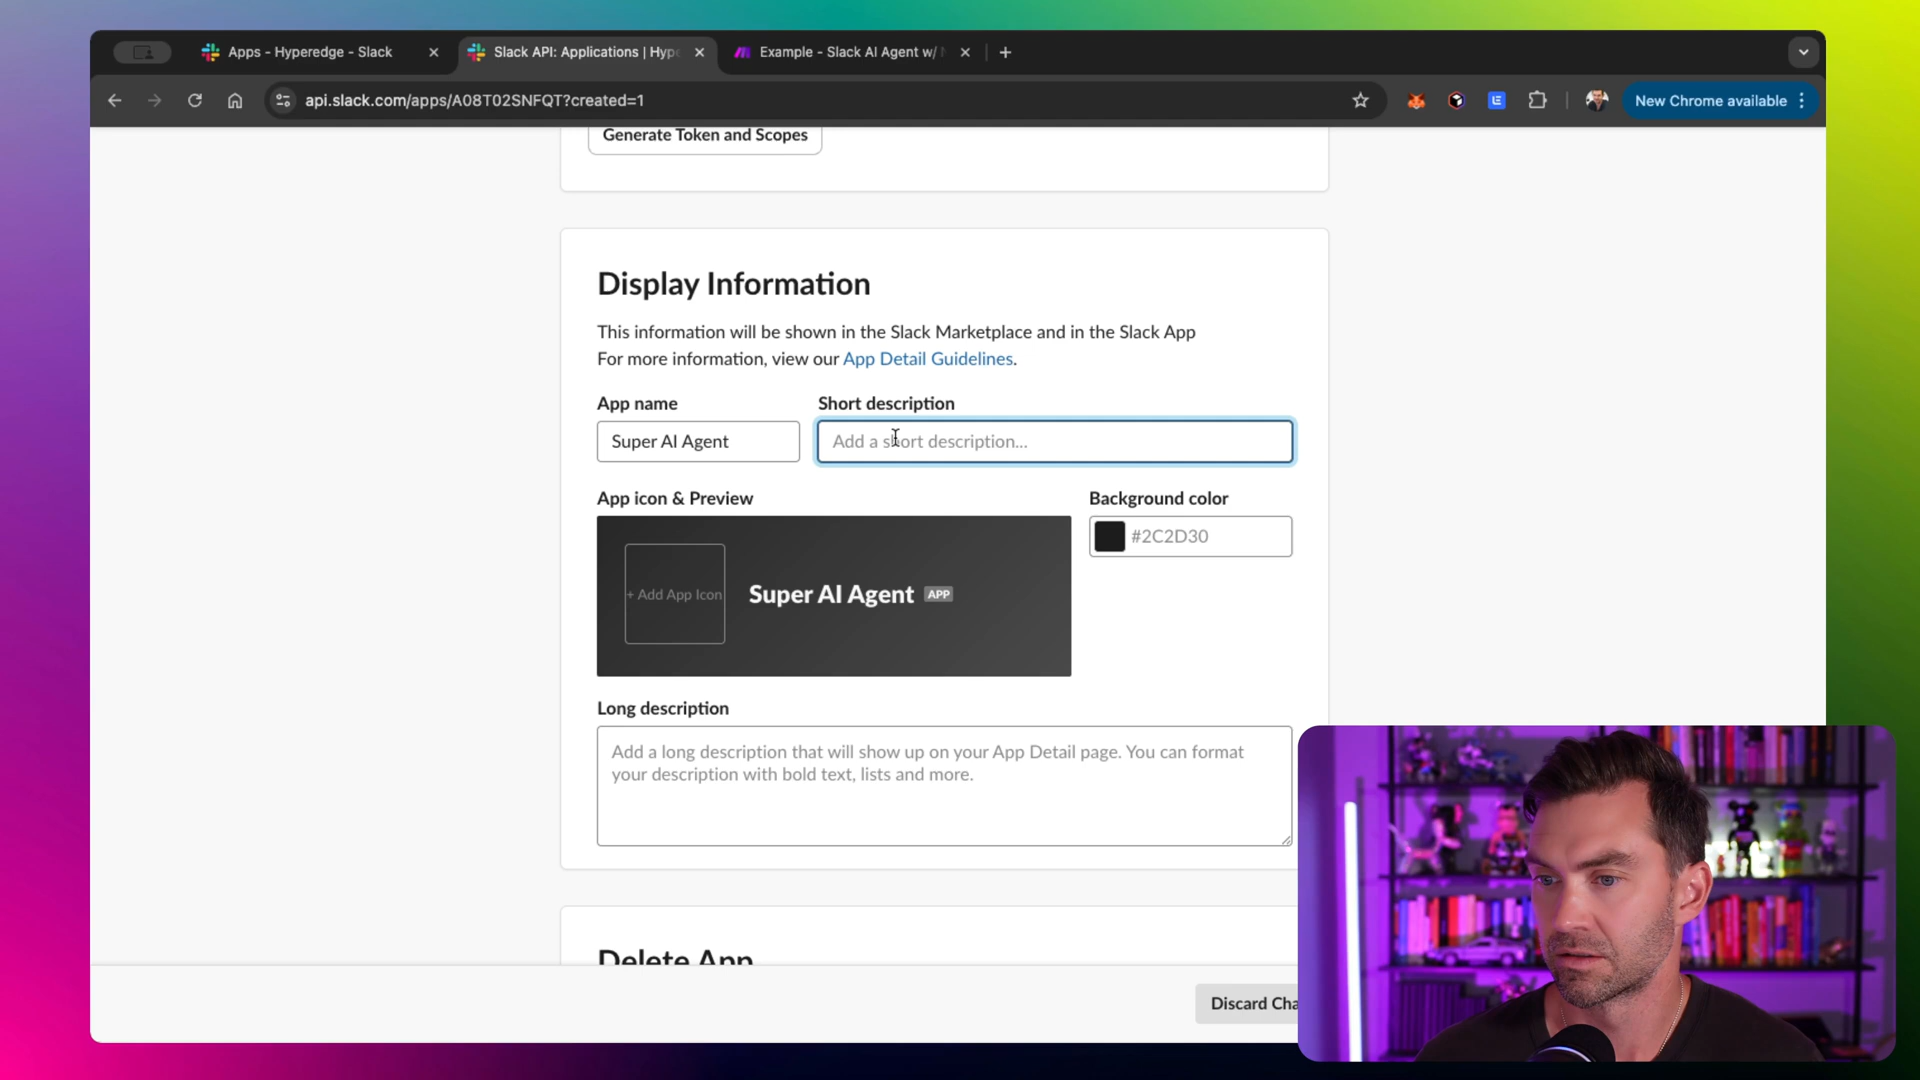 Apps - Hyperedge - Slack
Slack API: Applications | Hype
Example - Slack AI Agent w/
api.slack.com/apps/A08T02SNFQT?created=1
New Chrome available
Generate Token and Scopes
Display Information
This information will be shown in the Slack Marketplace and in the Slack App
For more information, view our App Detail Guidelines.
App name
Short description
Super AI Agent
Add a short description...
App icon & Preview
Background color
#2C2D30
+ Add App Icon
Super AI Agent APP
Long description
Add a long description that will show up on your App Detail page. You can format
your description with bold text, lists and more.
Delete App
Discard Cha